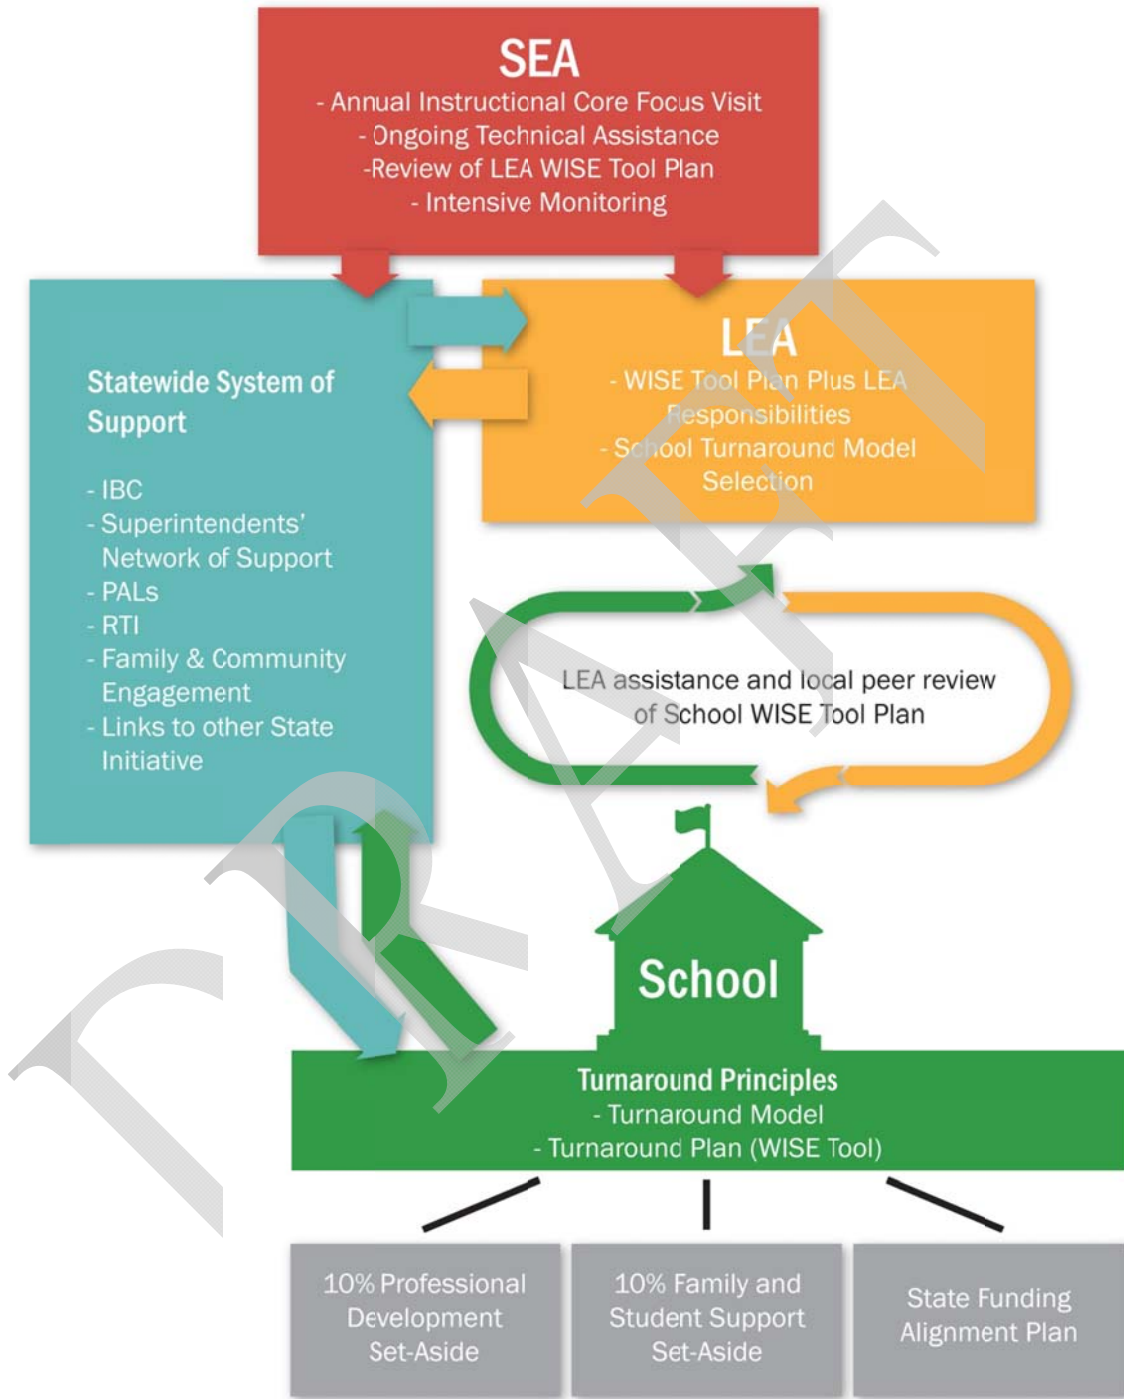 SEA
- Annual Instructional Core Focus Visit
- Ongoing Technical Assistance
-Review of LEA WISE Tool Plan
- Intensive Monitoring
Statewide System of
Support
- IBC
- Superintendents'
Network of Support
- PALs
- RTI
- Family & Community
Engagement
- Links to other State
Initiative
LEA
- WISE Tool Plan Plus LEA
Responsibilities
- School Turnaround Model
Selection
LEA assistance and local peer review
of School WISE Tool Plan
School
Turnaround Principles
- Turnaround Model
- Turnaround Plan (WISE Tool)
10% Professional
Development
Set-Aside
10% Family and
Student Support
Set-Aside
State Funding
Alignment Plan
DRAFT